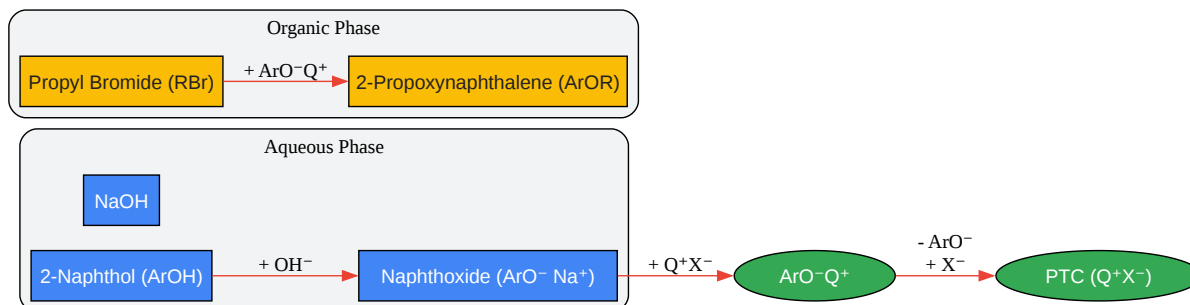 Organic Phase
Propyl Bromide (RBr)
+ ArO⁻Q⁺
2-Propoxynaphthalene (ArOR)
Aqueous Phase
NaOH
2-Naphthol (ArOH)
+ OH⁻
Naphthoxide (ArO⁻ Na⁺)
+ Q⁺X⁻
ArO⁻Q⁺
- ArO⁻
+ X⁻
PTC (Q⁺X⁻)